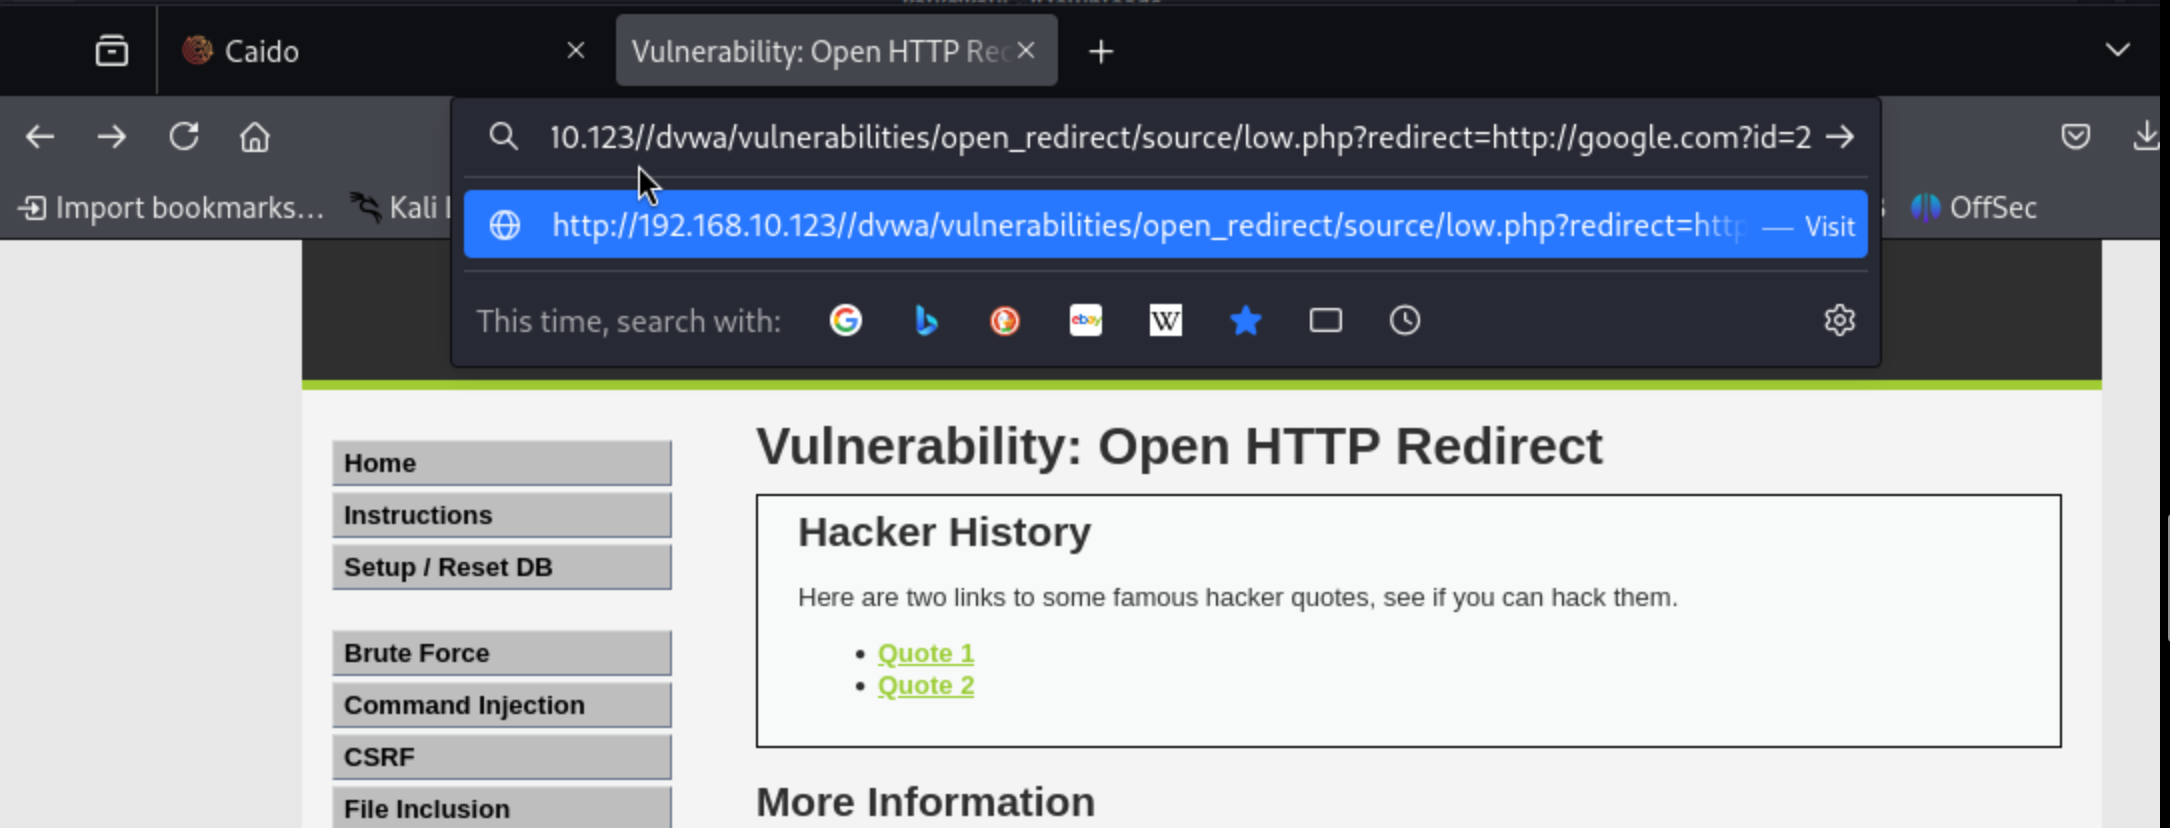 Caido
Vulnerability: Open HTTP Rec
10.123//dvwa/vulnerabilities/open_redirect/source/low.php?redirect=http://google.com?id=2
Import bookmarks...
Kali
http://192.168.10.123//dvwa/vulnerabilities/open_redirect/source/low.php?redirect=http — Visit
OffSec
This time, search with:
ebay
W
Vulnerability: Open HTTP Redirect
Home
Instructions
Setup / Reset DB
Brute Force
Command Injection
CSRF
File Inclusion
Hacker History
Here are two links to some famous hacker quotes, see if you can hack them.
• Quote 1
• Quote 2
More Information